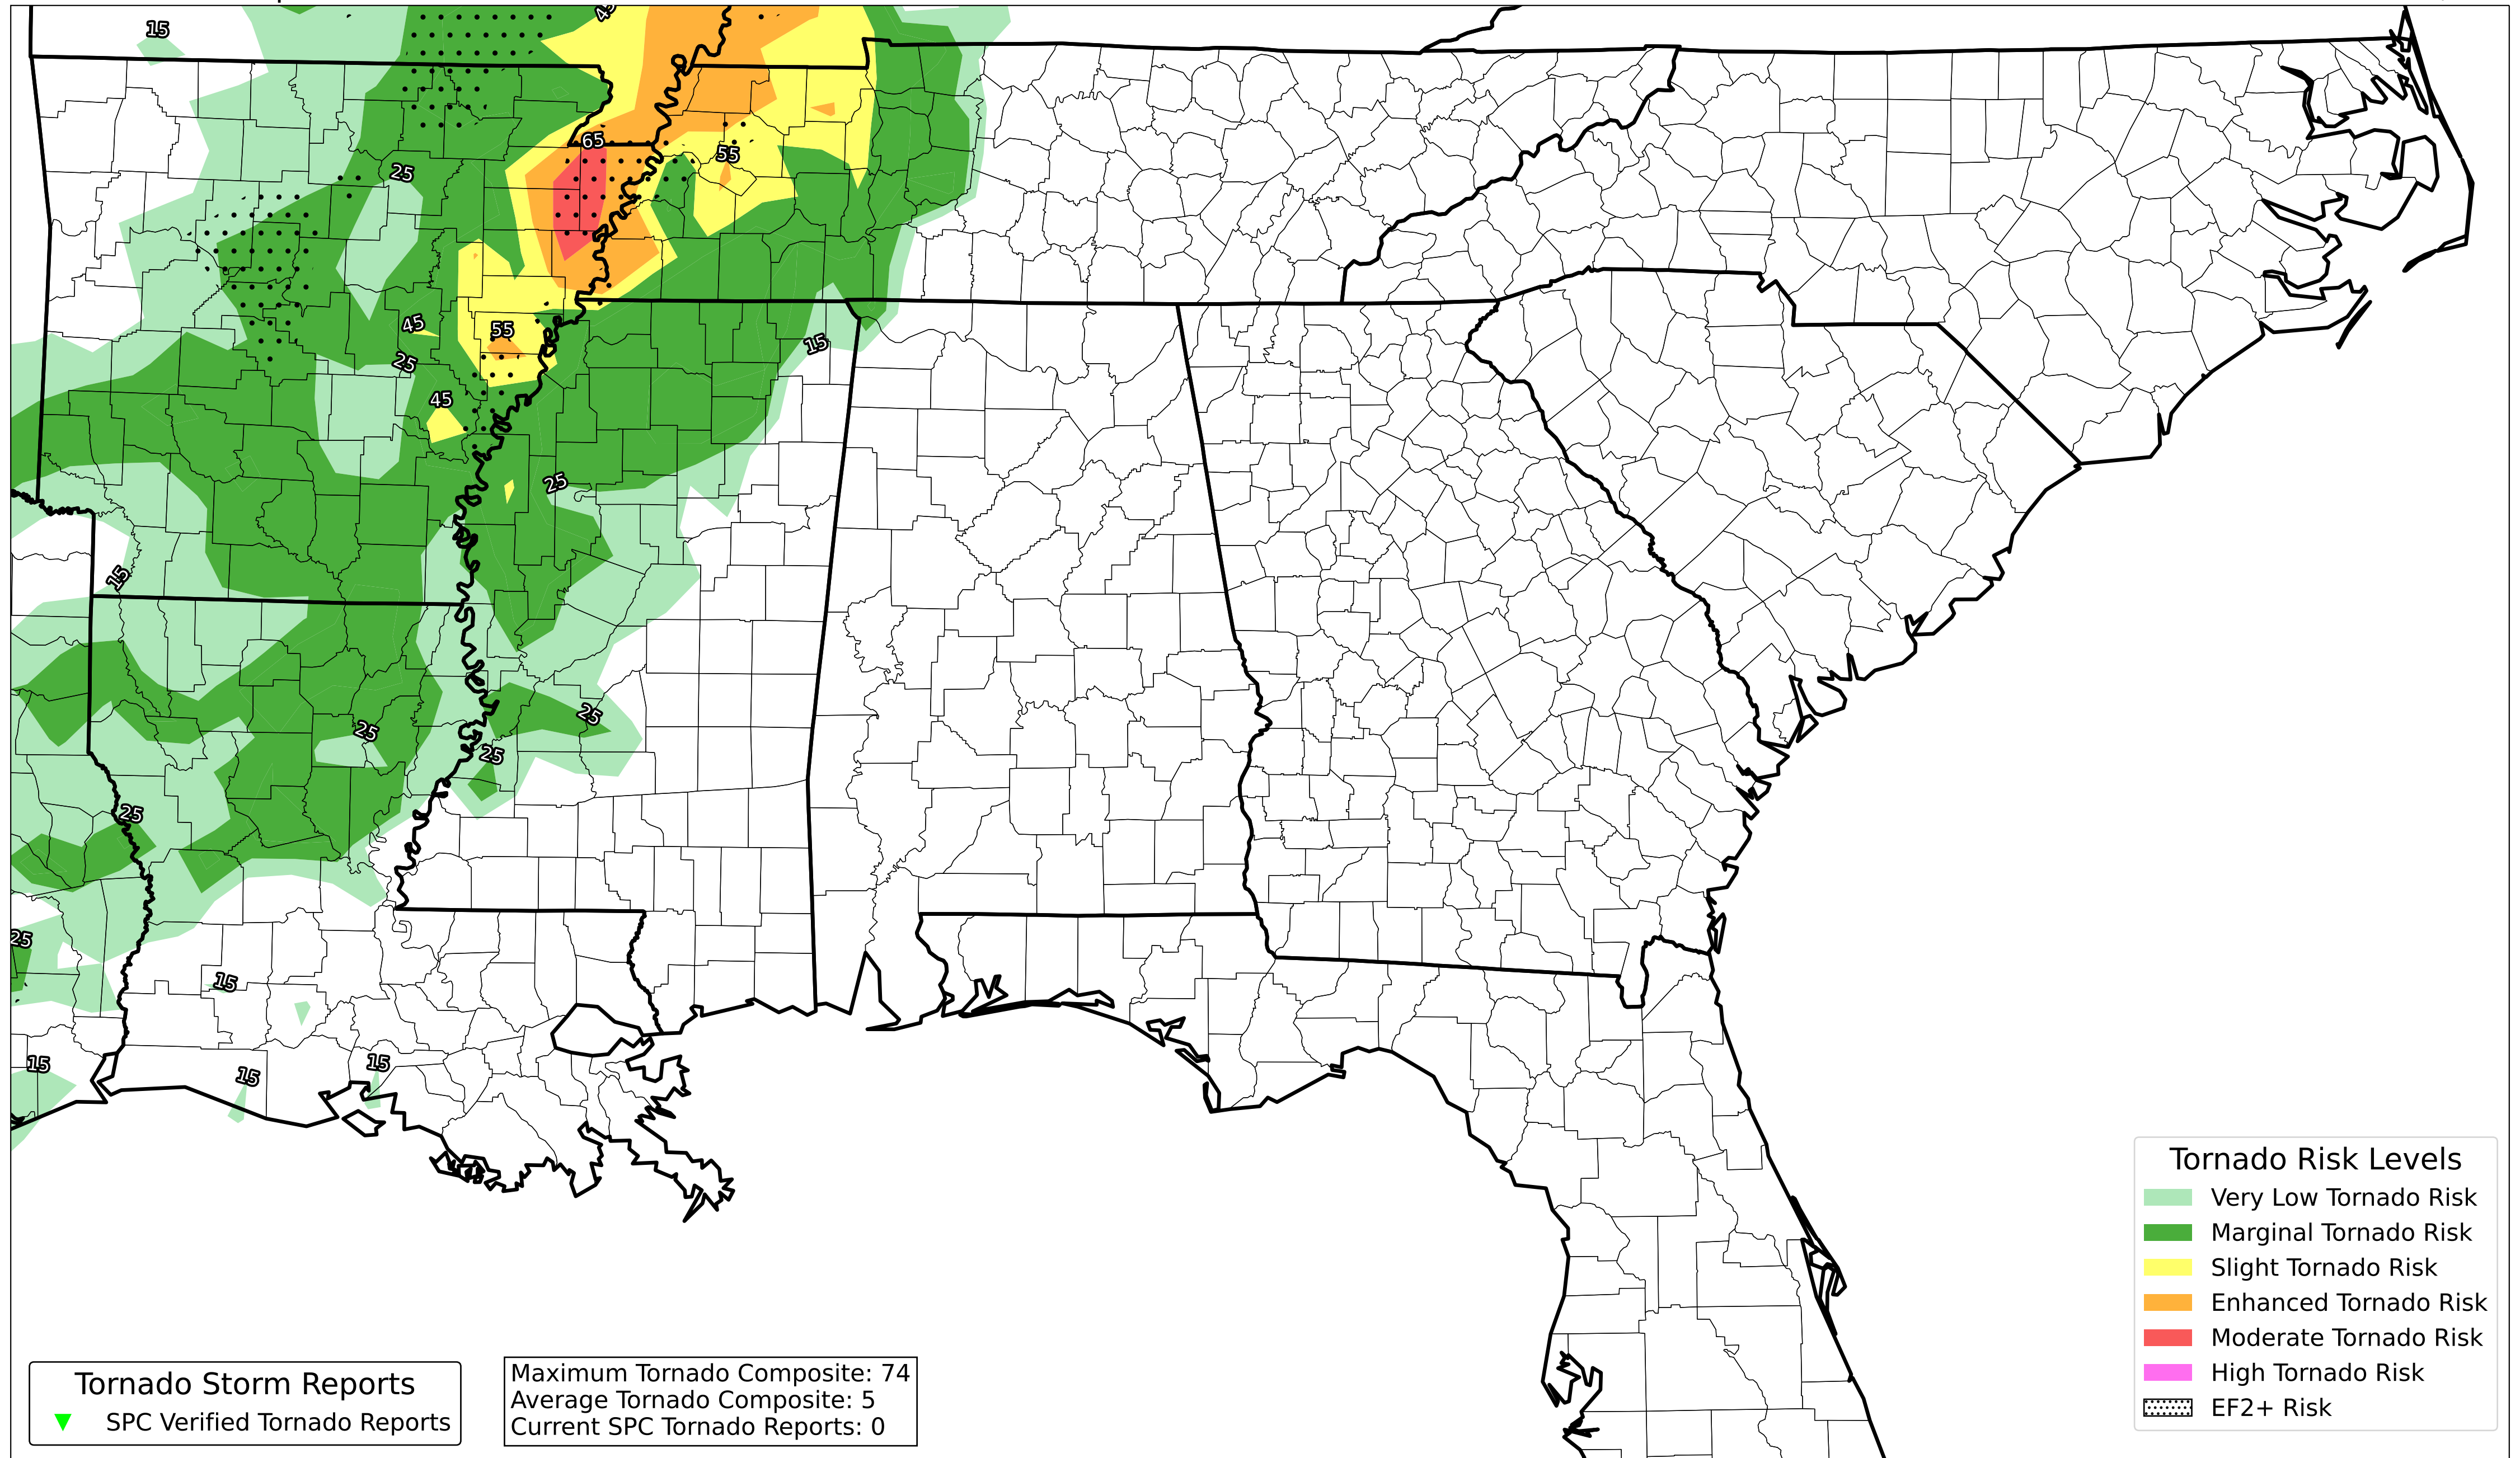 45
15
65
55
25
45
55
15
25
45
25
15
25
25
25
25
25
15
15
15
15
Tornado Risk Levels
Very Low Tornado Risk
Marginal Tornado Risk
Slight Tornado Risk
Enhanced Tornado Risk
Moderate Tornado Risk
High Tornado Risk
EF2+ Risk
Tornado Storm Reports
SPC Verified Tornado Reports
Maximum Tornado Composite: 74
Average Tornado Composite: 5
Current SPC Tornado Reports: 0